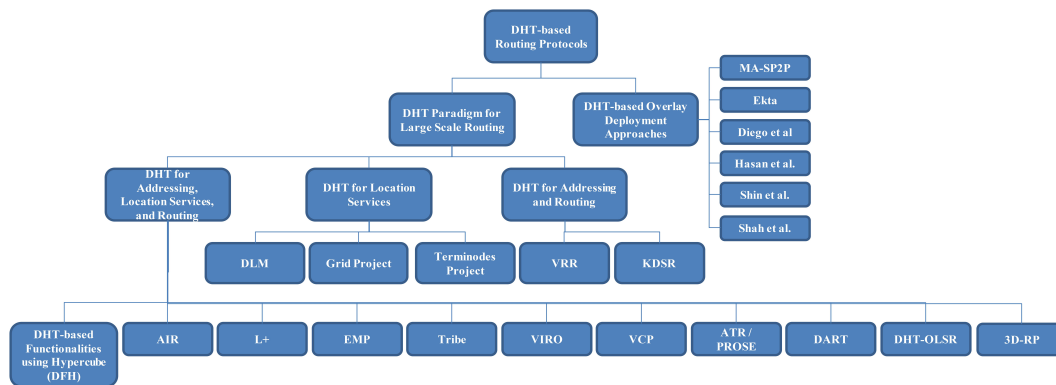 DHT-based
Routing Protocols
MA-SP2P
Ekta
Diego et al
Hasan et al.
Shin et al.
Shah et al.
DHT Paradigm for
Large Scale Routing
DHT-based Overlay
Deployment
Approaches
DHT for
Addressing,
Location Services,
and Routing
DHT for Location
Services
DHT for Addressing
and Routing
DLM
Grid Project
Terminodes
Project
VRR
KDSR
DHT-based
Functionalities
using Hypercube
(DFH)
AIR
L+
EMP
Tribe
VIRO
VCP
ATR /
PROSE
DART
DHT-OLSR
3D-RP